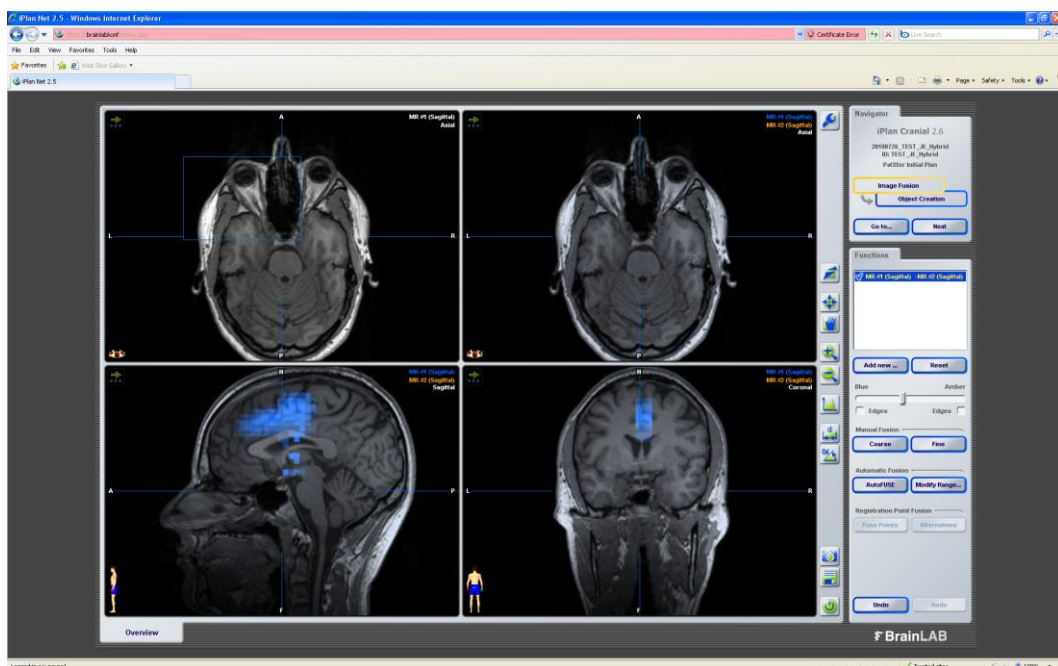 iPlan Net 2.5 - Windows Internet Explorer
brainlabkonf
Certificate Error
Live Search
File Edit View Favorites Tools Help
Favorites Web Slice Gallery
iPlan Net 2.5
Page Safety Tools
MR #1 (Sagittal)
Axial
A
L
R
P
MR #1 (Sagittal)
MR #2 (Sagittal)
Axial
A
L
R
P
MR #1 (Sagittal)
MR #2 (Sagittal)
Sagittal
H
A
P
F
MR #1 (Sagittal)
MR #2 (Sagittal)
Coronal
H
L
R
F
Overview
Navigator
iPlan Cranial 2.6
20100726_TEST_JE_Hybrid
ID: TEST_JE_Hybrid
PatXfer Initial Plan
Image Fusion
Object Creation
Go to... Next
Functions
MR #1 (Sagittal) - MR #2 (Sagittal)
Add new ... Reset
Blue Amber
Edges Edges
Manual Fusion
Coarse Fine
Automatic Fusion
AutoFUSE Modify Range...
Registration Point Fusion
Fuse Points Alternatives
Undo Redo
BrainLAB